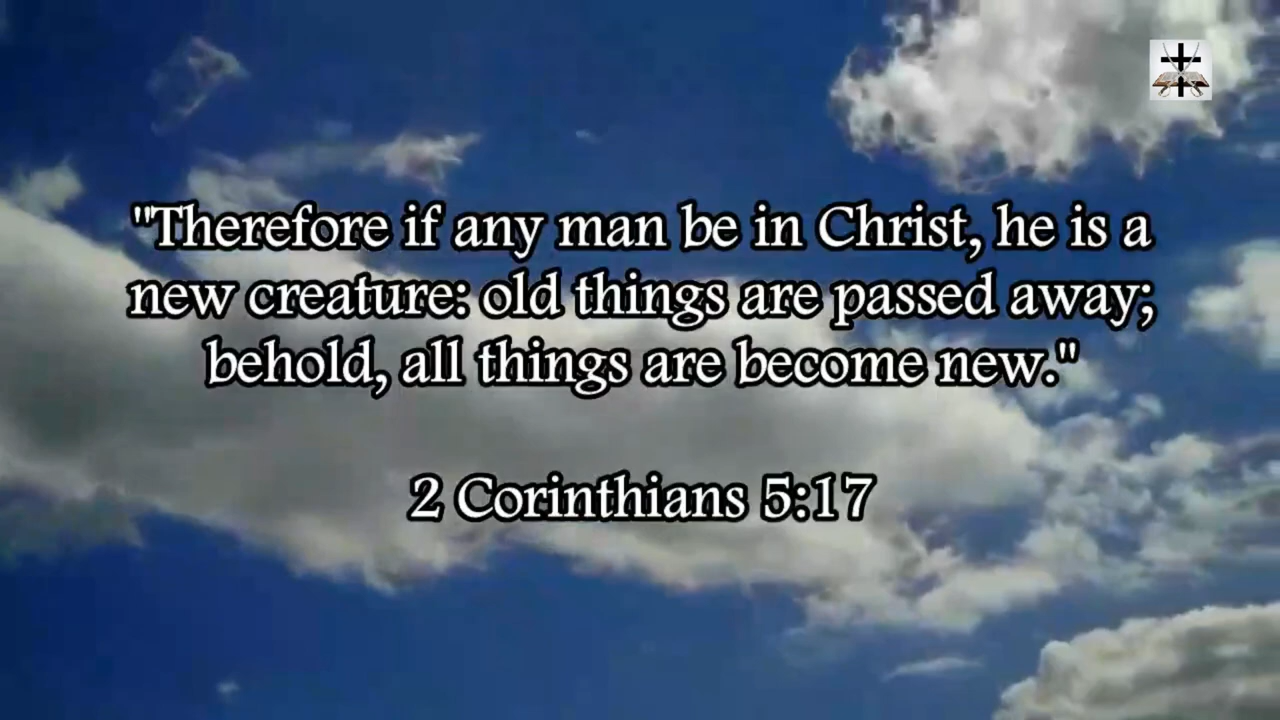 "Therefore if any man be in Christ, he is a
new creature: old things are passed away;
behold, all things are become new."
2 Corinthians 5:17